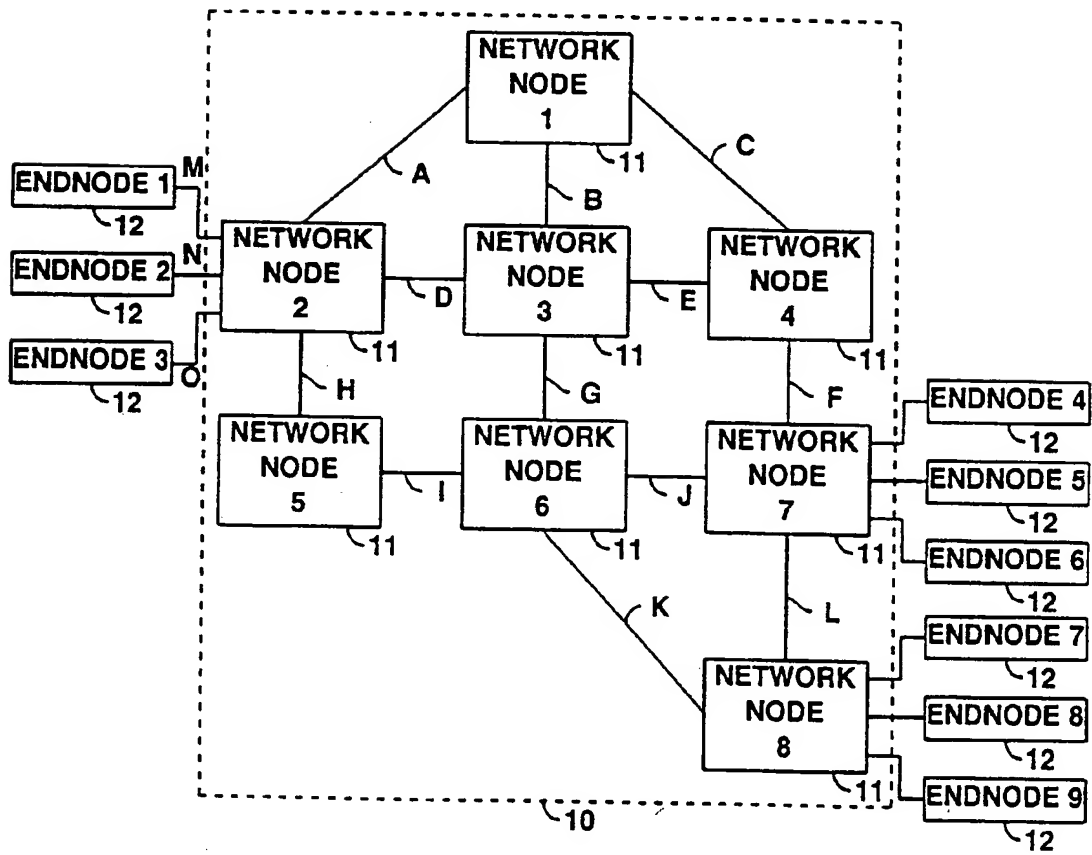 NETWORK
NODE
1
11
A
B
C
M
ENDNODE 1
12
N
ENDNODE 2
12
ENDNODE 3
O
12
NETWORK
NODE
2
11
D
NETWORK
NODE
3
11
E
NETWORK
NODE
4
11
H
G
F
NETWORK
NODE
5
11
I
NETWORK
NODE
6
11
J
NETWORK
NODE
7
11
ENDNODE 4
12
ENDNODE 5
12
ENDNODE 6
12
K
L
NETWORK
NODE
8
11
ENDNODE 7
12
ENDNODE 8
12
ENDNODE 9
12
10